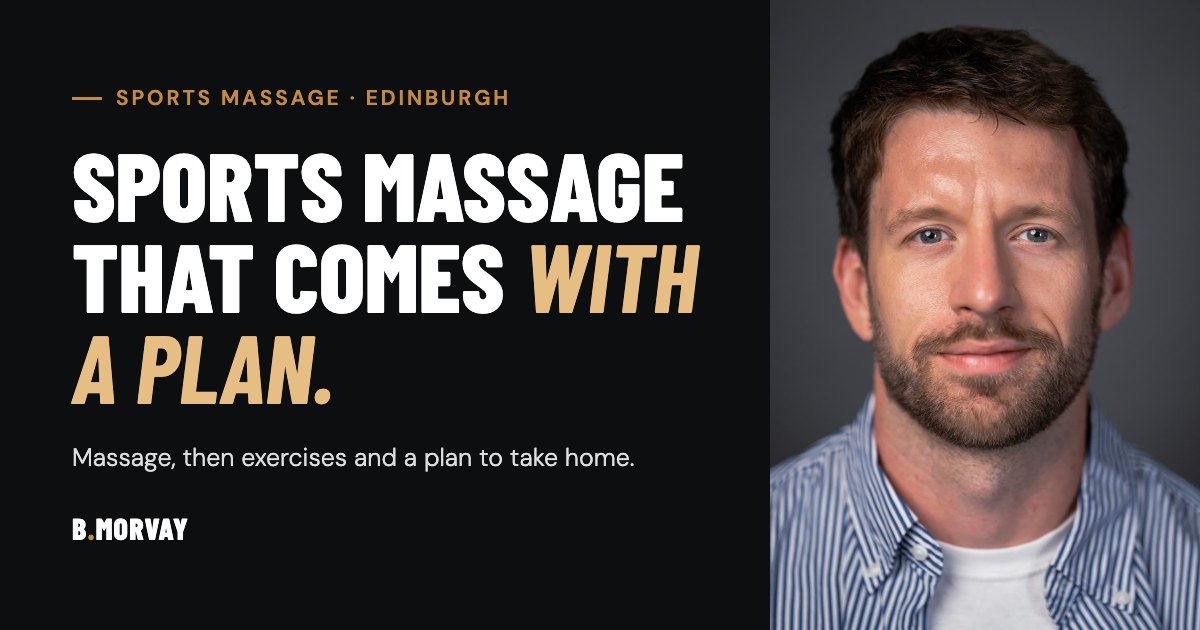 SPORTS MASSAGE · EDINBURGH
SPORTS MASSAGE
THAT COMES WITH
A PLAN.
Massage, then exercises and a plan to take home.
B.MORVAY